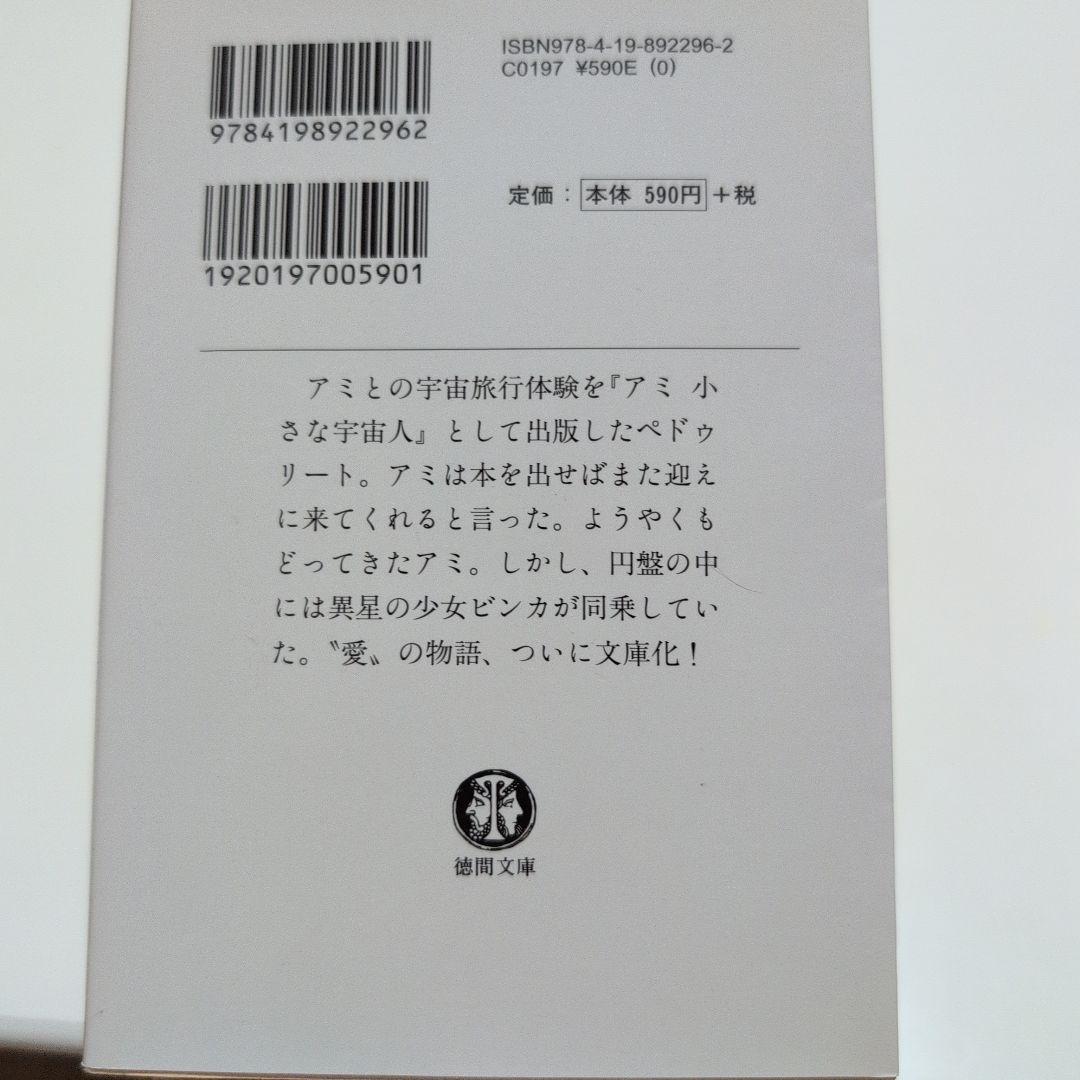 ISBN978-4-19-892296-2
C0197 ¥590E (0)
9784198922962
定価：本体 590円＋税
1920197005901
アミとの宇宙旅行体験を『アミ 小
さな宇宙人』として出版したペドゥ
リート。アミは本を出せばまた迎え
に来てくれると言った。ようやくも
どってきたアミ。しかし、円盤の中
には異星の少女ビンカが同乗してい
た。〝愛〟の物語、ついに文庫化！
徳間文庫